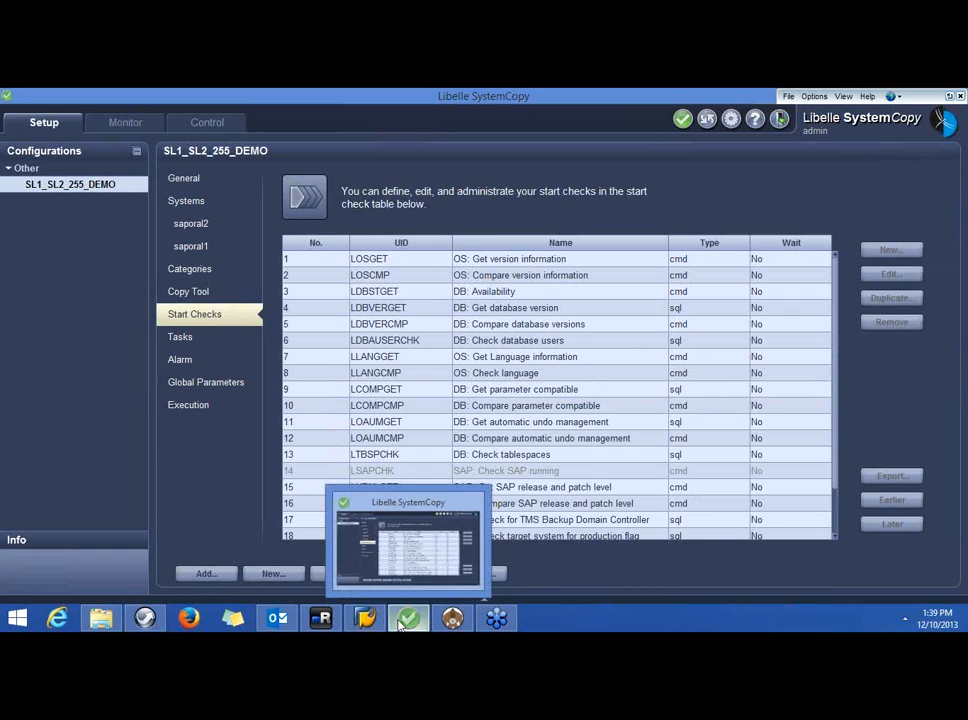 Libelle SystemCopy
File Options View Help
Setup Monitor Control
Libelle SystemCopy
admin
Configurations
Other
SL1_SL2_255_DEMO
SL1_SL2_255_DEMO
General
Systems
saporal2
saporal1
Categories
Copy Tool
Start Checks
Tasks
Alarm
Global Parameters
Execution
You can define, edit, and administrate your start checks in the start
check table below.
No. UID Name Type Wait
1 LOSGET OS: Get version information cmd No
2 LOSCMP OS: Compare version information cmd No
3 LDBSTGET DB: Availability cmd No
4 LDBVERGET DB: Get database version sql No
5 LDBVERCMP DB: Compare database versions cmd No
6 LDBAUSERCHK DB: Check database users sql No
7 LLANGGET OS: Get Language information cmd No
8 LLANGCMP OS: Check language cmd No
9 LCOMPGET DB: Get parameter compatible sql No
10 LCOMPCMP DB: Compare parameter compatible cmd No
11 LOAUMGET DB: Get automatic undo management sql No
12 LOAUMCMP DB: Compare automatic undo management cmd No
13 LTBSPCHK DB: Check tablespaces sql No
14 LSAPCHK SAP: Check SAP running cmd No
15 SAP release and patch level sql No
16 ompare SAP release and patch level cmd No
17 heck for TMS Backup Domain Controller sql No
18 heck target system for production flag sql No
New...
Edit...
Duplicate...
Remove
Export...
Earlier
Later
Libelle SystemCopy
Info
Add... New...
1:39 PM
12/10/2013